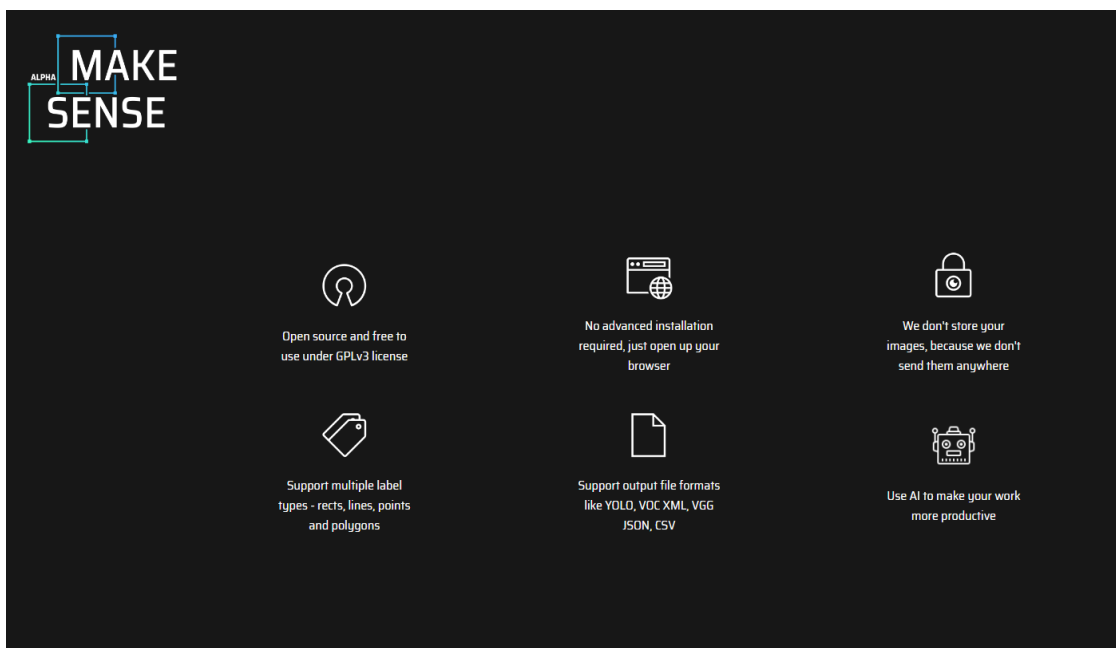 ALPHA
MAKE
SENSE
Open source and free to
use under GPLv3 license
No advanced installation
required, just open up your
browser
We don't store your
images, because we don't
send them anywhere
Support multiple label
types - rects, lines, points
and polygons
Support output file formats
like YOLO, VOC XML, VGG
JSON, CSV
Use AI to make your work
more productive